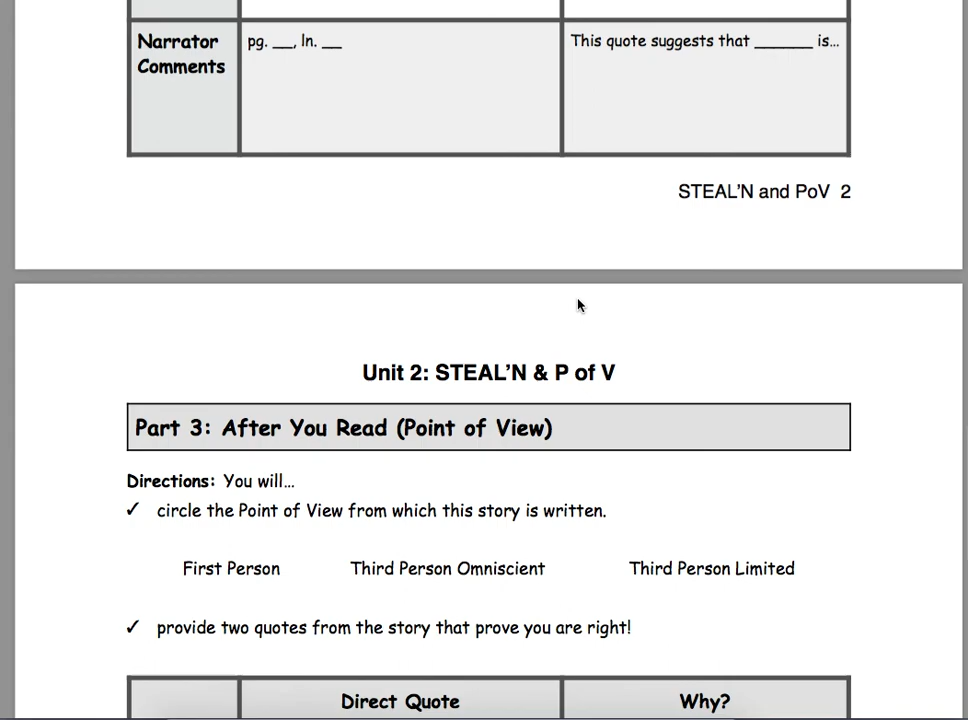 Narrator Comments
pg. __, ln. __
This quote suggests that ______ is...
STEAL'N and PoV 2
Unit 2: STEAL'N & P of V
Part 3: After You Read (Point of View)
Directions: You will...
✓ circle the Point of View from which this story is written.
First Person Third Person Omniscient Third Person Limited
✓ provide two quotes from the story that prove you are right!
Direct Quote Why?